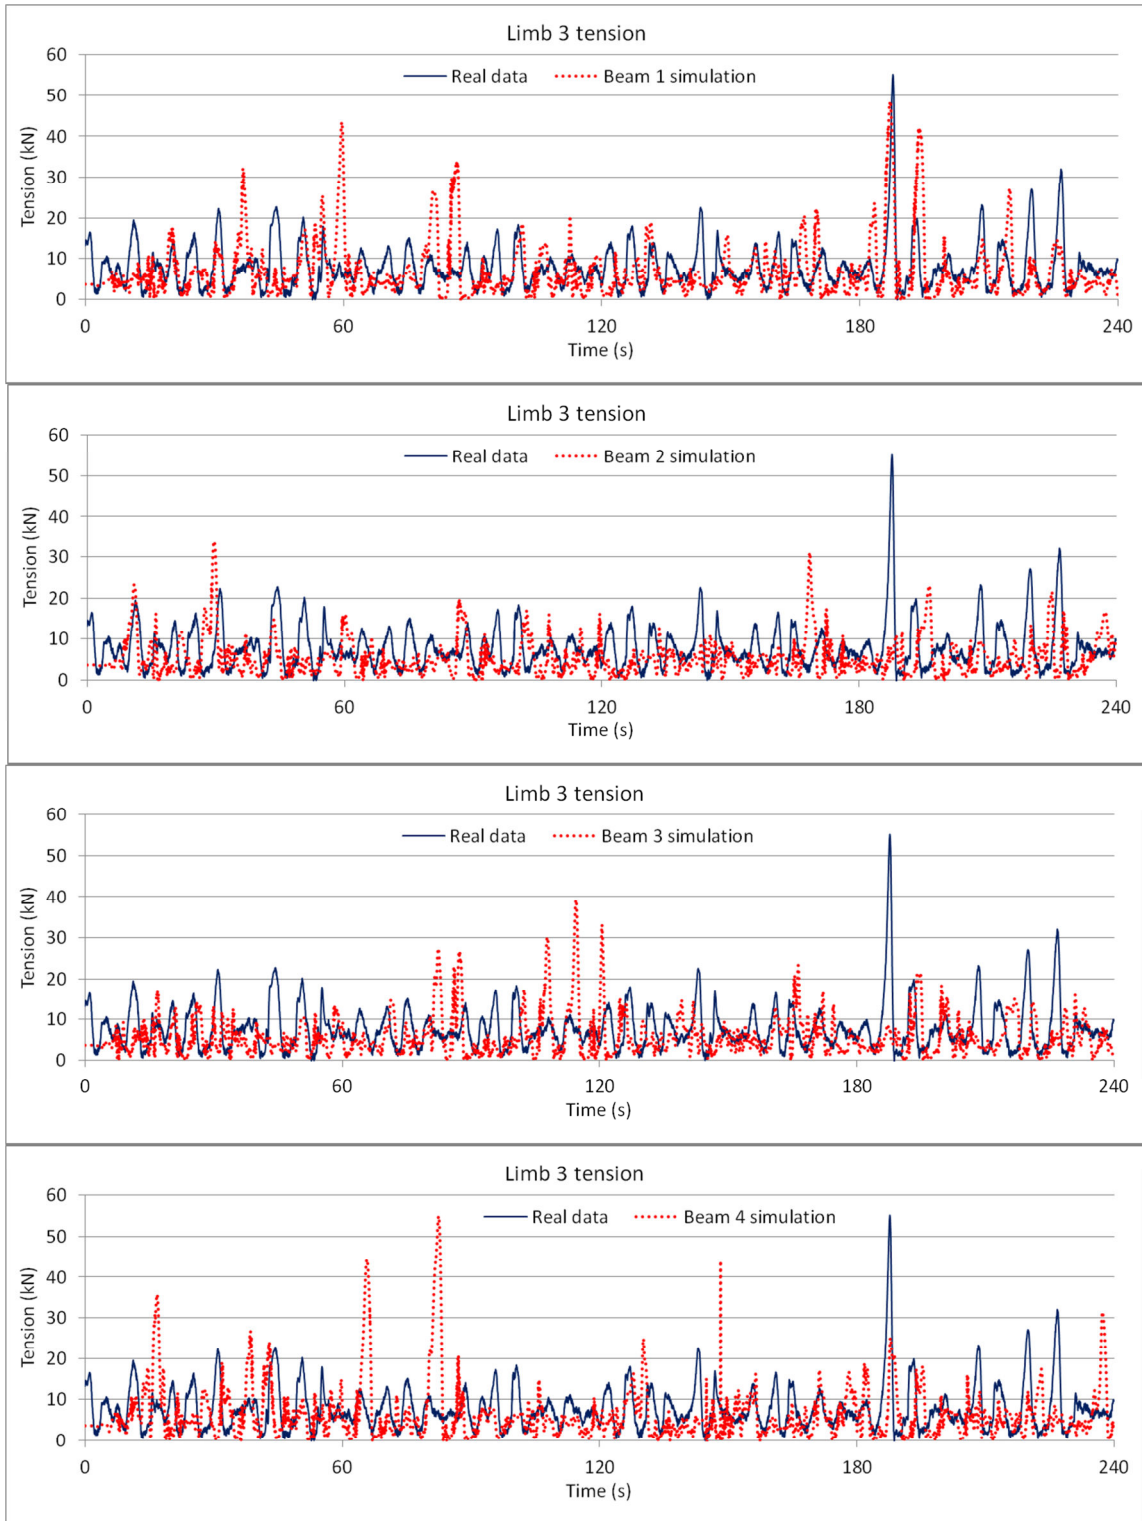 Limb 3 tension
60
Real data Beam 1 simulation
50
40
30
20
10
0
Tension (kN)
0 60 120 180 240
Time (s)
Limb 3 tension
60
Real data Beam 2 simulation
50
40
30
20
10
0
Tension (kN)
0 60 120 180 240
Time (s)
Limb 3 tension
60
Real data Beam 3 simulation
50
40
30
20
10
0
Tension (kN)
0 60 120 180 240
Time (s)
Limb 3 tension
60
Real data Beam 4 simulation
50
40
30
20
10
0
Tension (kN)
0 60 120 180 240
Time (s)